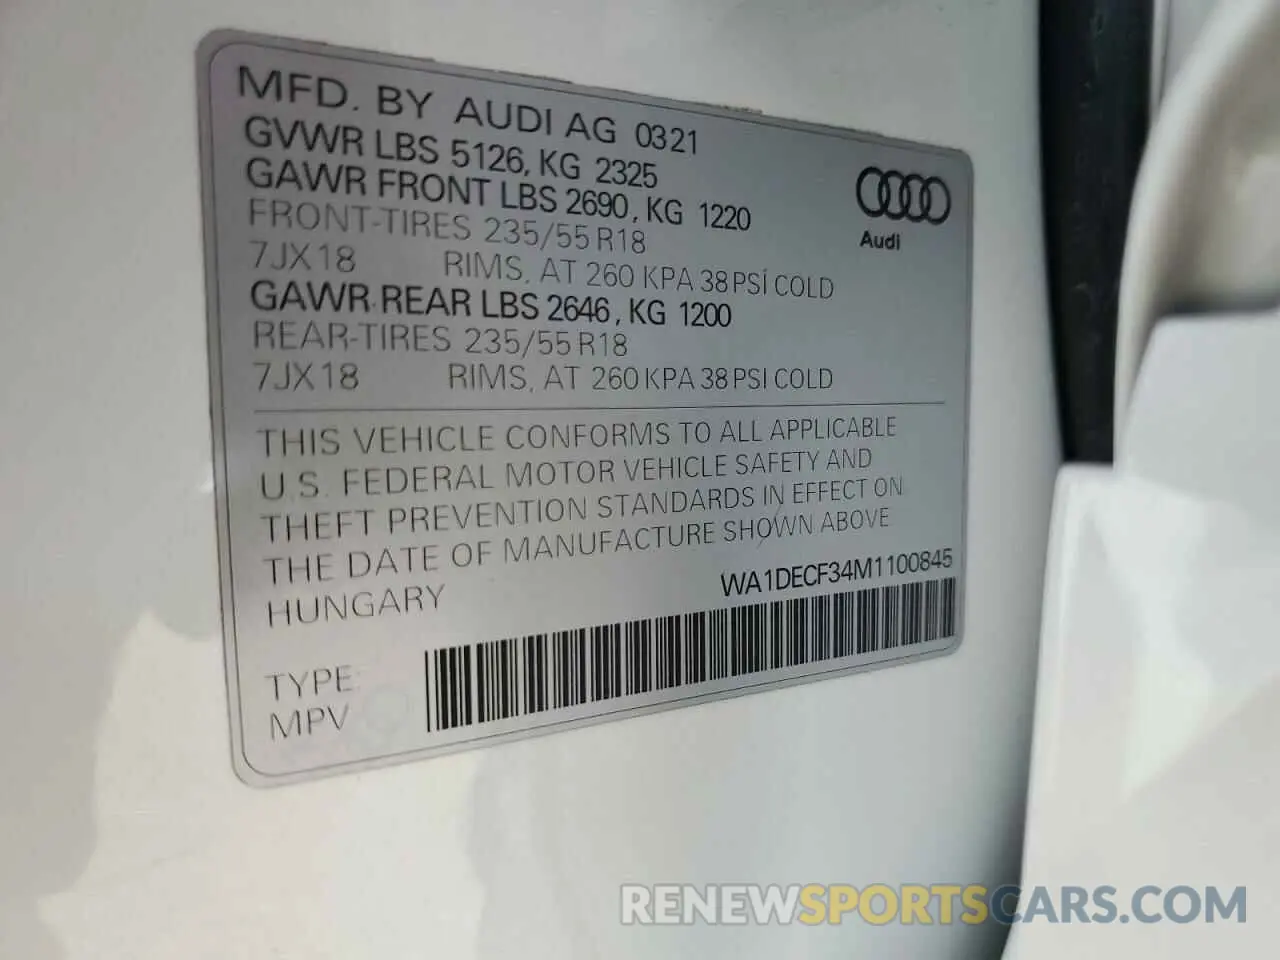 MFD. BY AUDI AG 0321
GVWR LBS 5126, KG 2325
GAWR FRONT LBS 2690, KG 1220
FRONT-TIRES 235/55 R18
7JX18 RIMS, AT 260 KPA 38 PSI COLD
GAWR REAR LBS 2646, KG 1200
REAR-TIRES 235/55 R18
7JX18 RIMS, AT 260 KPA 38 PSI COLD
Audi
THIS VEHICLE CONFORMS TO ALL APPLICABLE
U.S. FEDERAL MOTOR VEHICLE SAFETY AND
THEFT PREVENTION STANDARDS IN EFFECT ON
THE DATE OF MANUFACTURE SHOWN ABOVE
HUNGARY
WA1DECF34M1100845
TYPE:
MPV
RENEWSPORTSCARS.COM